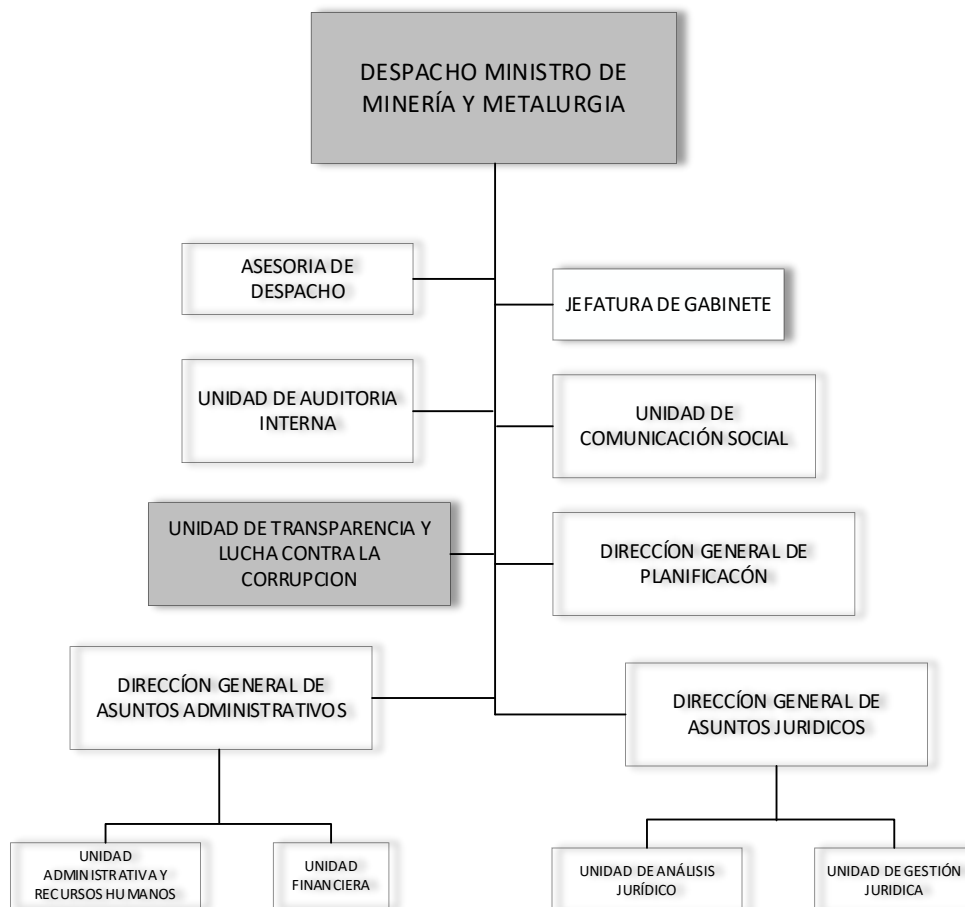 DESPACHO MINISTRO DE
MINERÍA Y METALURGIA
ASESORIA DE
DESPACHO
JEFATURA DE GABINETE
UNIDAD DE AUDITORIA
INTERNA
UNIDAD DE
COMUNICACIÓN SOCIAL
UNIDAD DE TRANSPARENCIA Y
LUCHA CONTRA LA
CORRUPCION
DIRECCÍON GENERAL DE
PLANIFICACÓN
DIRECCÍON GENERAL DE
ASUNTOS ADMINISTRATIVOS
DIRECCÍON GENERAL DE
ASUNTOS JURIDICOS
UNIDAD
ADMINISTRATIVA Y
RECURSOS HUMANOS
UNIDAD
FINANCIERA
UNIDAD DE ANÁLISIS
JURÍDICO
UNIDAD DE GESTIÓN
JURIDICA